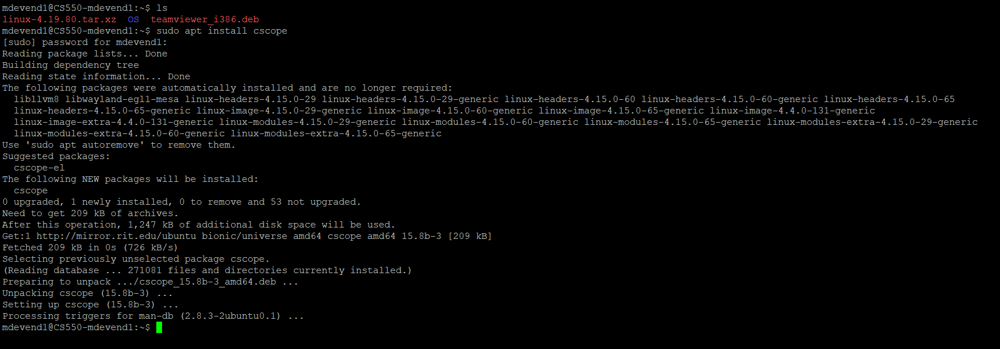 mdevend1@CS550-mdevend1:~$ ls
linux-4.19.80.tar.xz  OS  teamviewer_i386.deb
mdevend1@CS550-mdevend1:~$ sudo apt install cscope
[sudo] password for mdevend1:
Reading package lists... Done
Building dependency tree
Reading state information... Done
The following packages were automatically installed and are no longer required:
  libllvm8 libwayland-egl1-mesa linux-headers-4.15.0-29 linux-headers-4.15.0-29-generic linux-headers-4.15.0-60 linux-headers-4.15.0-60-generic linux-headers-4.15.0-65
  linux-headers-4.15.0-65-generic linux-image-4.15.0-29-generic linux-image-4.15.0-60-generic linux-image-4.15.0-65-generic linux-image-4.4.0-131-generic
  linux-image-extra-4.4.0-131-generic linux-modules-4.15.0-29-generic linux-modules-4.15.0-60-generic linux-modules-4.15.0-65-generic linux-modules-extra-4.15.0-29-generic
  linux-modules-extra-4.15.0-60-generic linux-modules-extra-4.15.0-65-generic
Use 'sudo apt autoremove' to remove them.
Suggested packages:
  cscope-el
The following NEW packages will be installed:
  cscope
0 upgraded, 1 newly installed, 0 to remove and 53 not upgraded.
Need to get 209 kB of archives.
After this operation, 1,247 kB of additional disk space will be used.
Get:1 http://mirror.rit.edu/ubuntu bionic/universe amd64 cscope amd64 15.8b-3 [209 kB]
Fetched 209 kB in 0s (726 kB/s)
Selecting previously unselected package cscope.
(Reading database ... 271081 files and directories currently installed.)
Preparing to unpack .../cscope_15.8b-3_amd64.deb ...
Unpacking cscope (15.8b-3) ...
Setting up cscope (15.8b-3) ...
Processing triggers for man-db (2.8.3-2ubuntu0.1) ...
mdevend1@CS550-mdevend1:~$